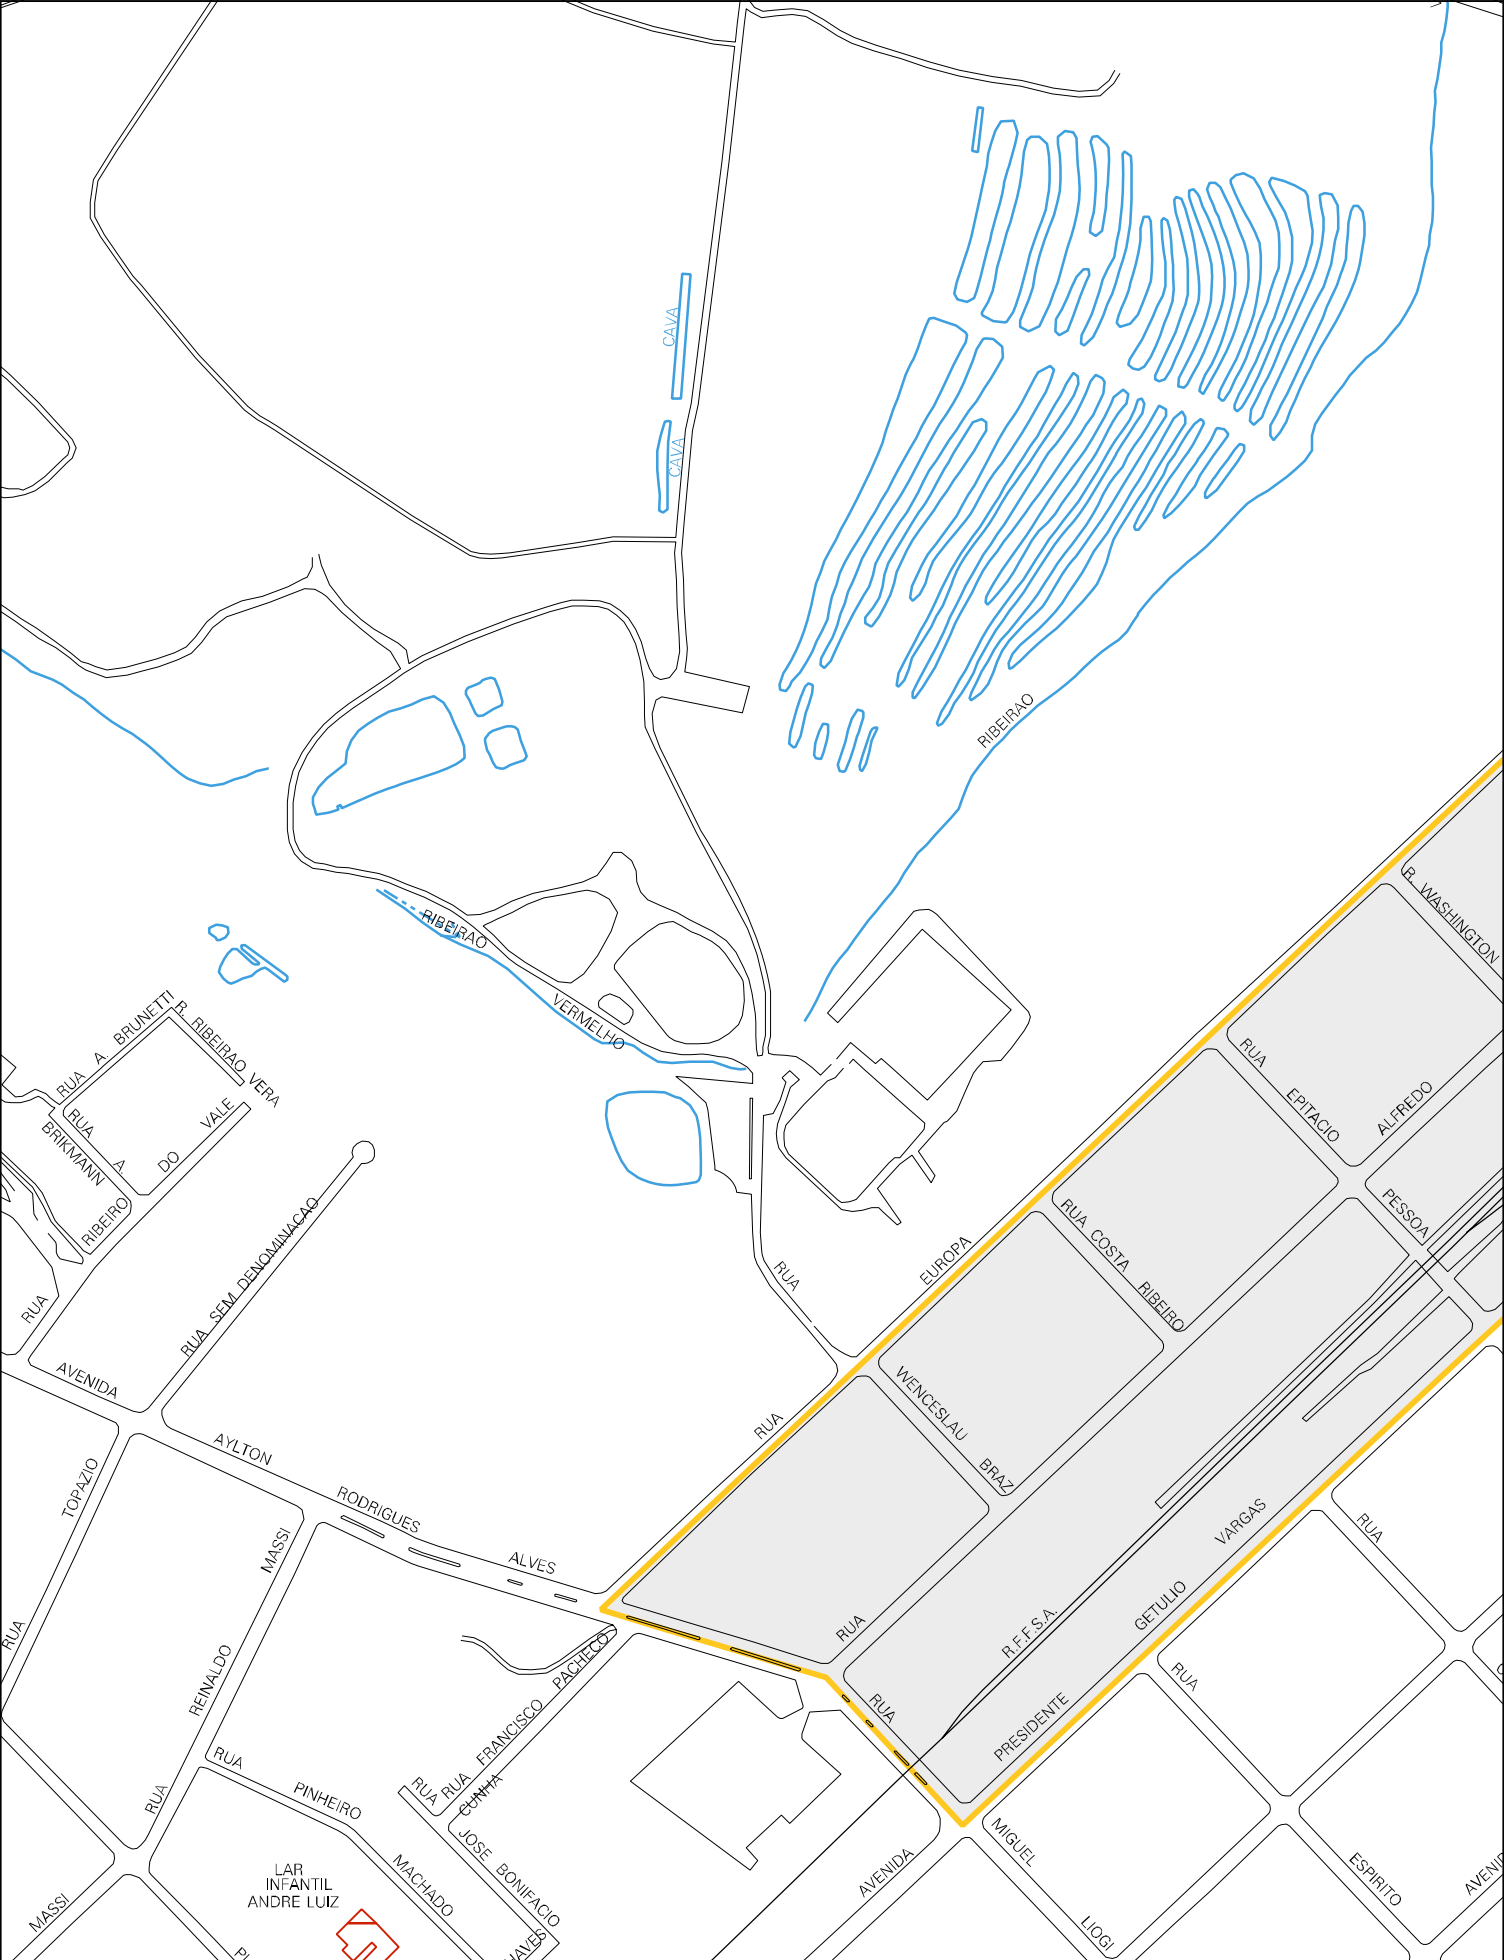 CAVA
CAVA
RIBEIRAO
RIBEIRAO
VERMELHO
R. WASHINGTON
RUA A. BRUNETTI
R. RIBEIRAO VERA
RUA A.
BRIKMANN
RIBEIRO DO VALE
RUA
RUA SEM DENOMINACAO
RUA EPITACIO
PESSOA
ALFREDO
RUA COSTA RIBEIRO
RUA EUROPA
RUA
WENCESLAU BRAZ
AVENIDA AYLTON RODRIGUES ALVES
RUA TOPAZIO
RUA REINALDO MASSI
RUA
R.F.F.S.A.
PRESIDENTE GETULIO VARGAS
RUA
RUA
RUA
RUA FRANCISCO PACHECO
CUNHA
RUA
JOSE BONIFACIO
RUA PINHEIRO MACHADO
LAR
INFANTIL
ANDRE LUIZ
MASSI
AVENIDA
MIGUEL
LIOGI
ESPIRITO